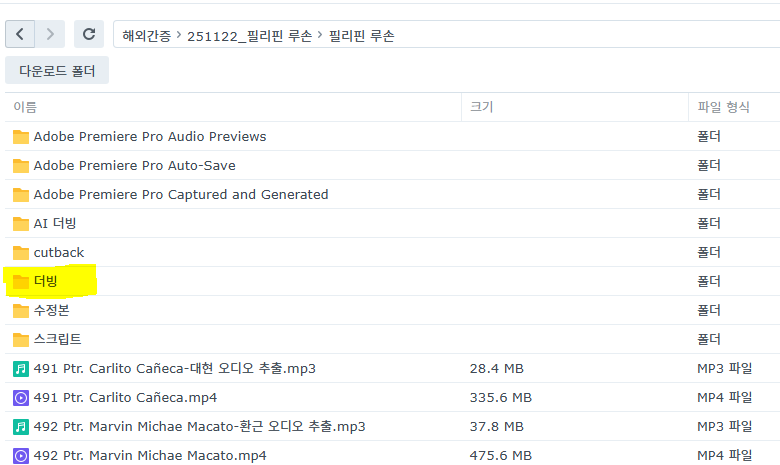 해외간증 > 251122_필리핀 루손 > 필리핀 루손
다운로드 폴더
이름 크기 파일 형식
Adobe Premiere Pro Audio Previews 폴더
Adobe Premiere Pro Auto-Save 폴더
Adobe Premiere Pro Captured and Generated 폴더
AI 더빙 폴더
cutback 폴더
더빙 폴더
수정본 폴더
스크립트 폴더
491 Ptr. Carlito Cañeca-대현 오디오 추출.mp3 28.4 MB MP3 파일
491 Ptr. Carlito Cañeca.mp4 335.6 MB MP4 파일
492 Ptr. Marvin Michae Macato-환근 오디오 추출.mp3 37.8 MB MP3 파일
492 Ptr. Marvin Michae Macato.mp4 475.6 MB MP4 파일